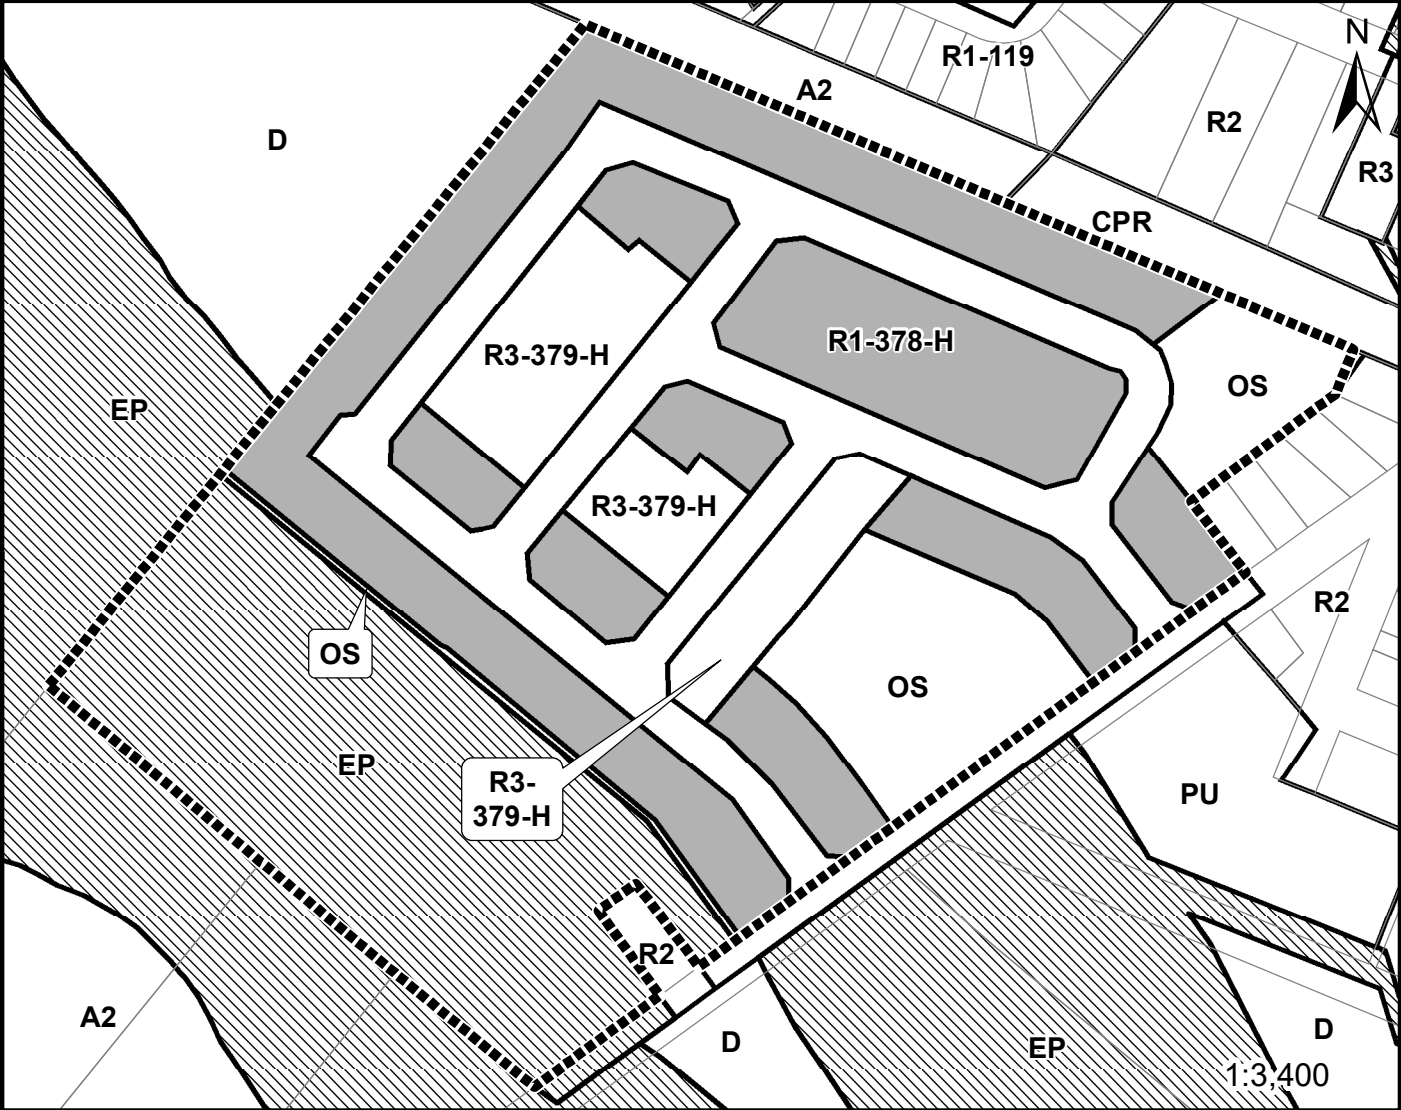 N
R1-119
A2
R2
D
R3
CPR
R1-378-H
R3-379-H
OS
EP
R3-379-H
R2
OS
OS
EP
R3-
379-H
PU
R2
A2
D
EP
D
1:3,400